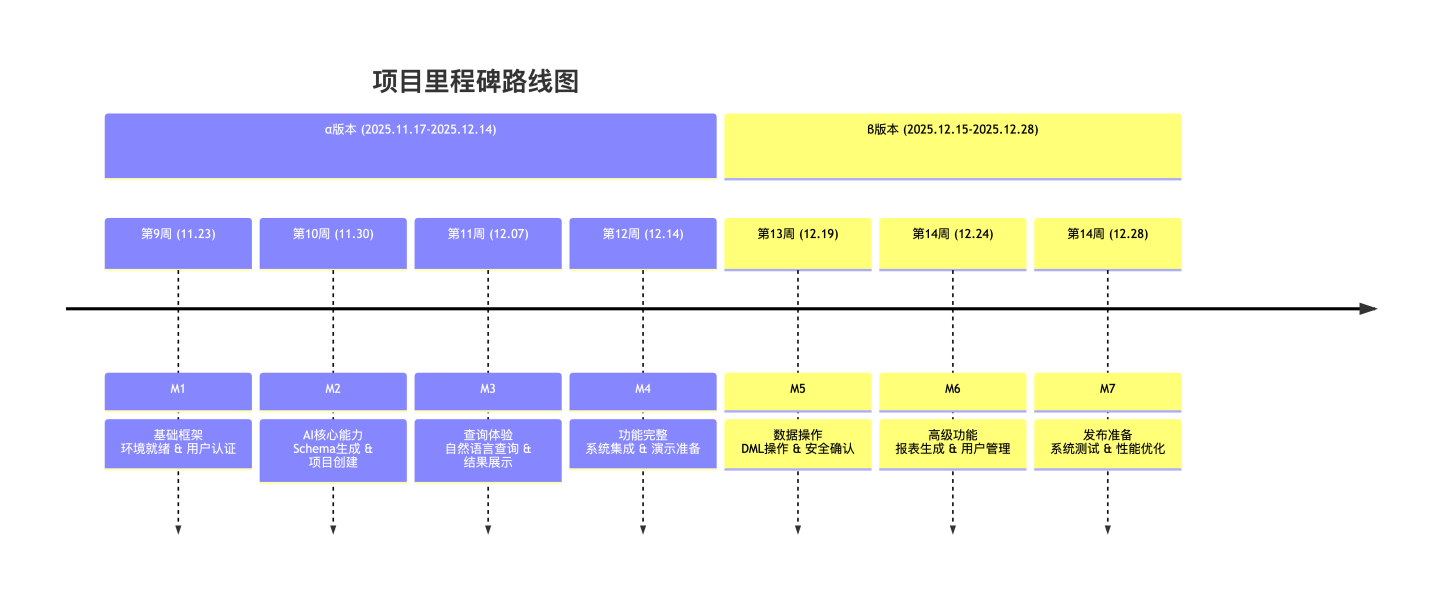 项目里程碑路线图
α版本 (2025.11.17-2025.12.14)
β版本 (2025.12.15-2025.12.28)
第9周 (11.23)
第10周 (11.30)
第11周 (12.07)
第12周 (12.14)
第13周 (12.19)
第14周 (12.24)
第14周 (12.28)
M1
M2
M3
M4
M5
M6
M7
基础框架
环境就绪 & 用户认证
AI核心能力
Schema生成 &
项目创建
查询体验
自然语言查询 &
结果展示
功能完整
系统集成 & 演示准备
数据操作
DML操作 & 安全确认
高级功能
报表生成 & 用户管理
发布准备
系统测试 & 性能优化